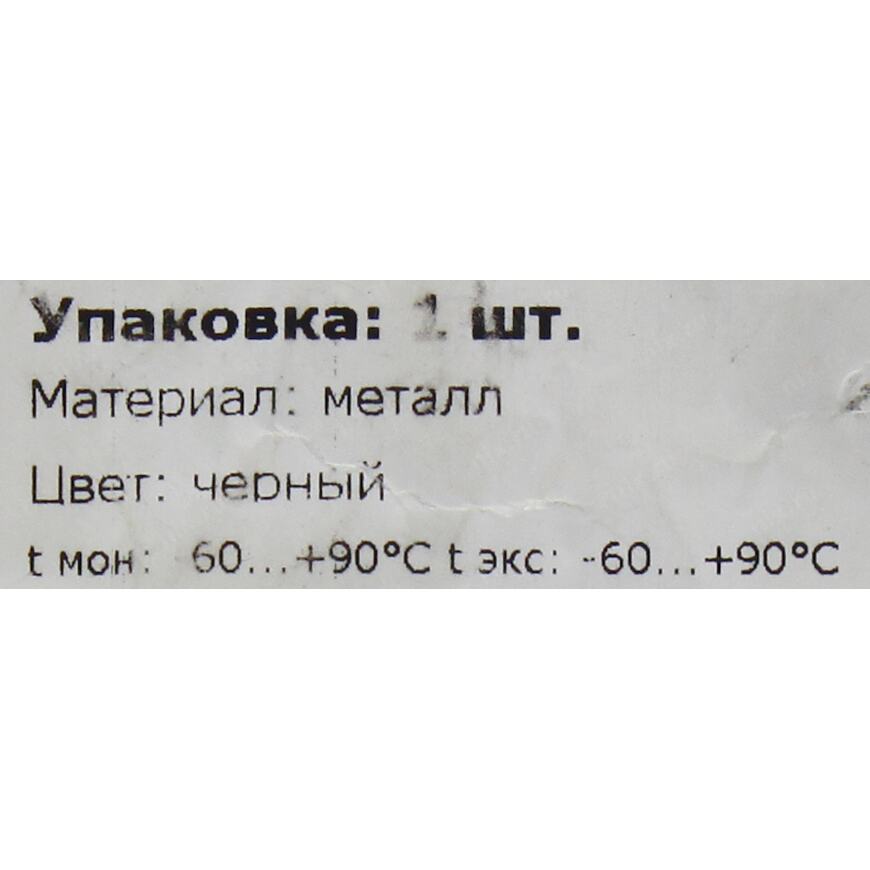 Упаковка: 1 шт.
Материал: металл
Цвет: черный
t мон: 60...+90°C t экс: -60...+90°C